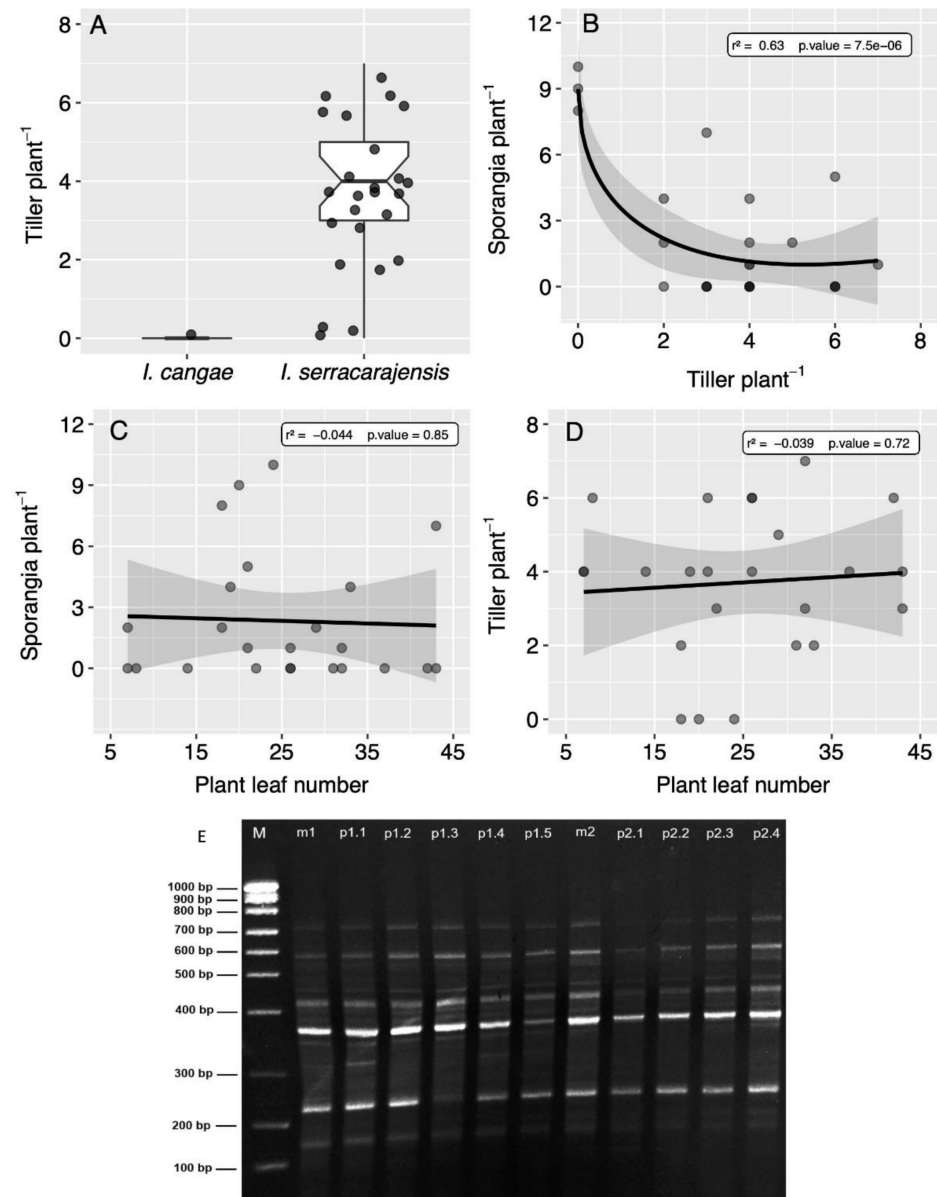 A
8
6
4
2
0
Tiller plant⁻¹
I. cangae I. serracarajensis
B
r² = 0.63 p.value = 7.5e−06
12
9
6
3
0
Sporangia plant⁻¹
0 2 4 6 8
Tiller plant⁻¹
C
r² = −0.044 p.value = 0.85
12
9
6
3
0
Sporangia plant⁻¹
5 15 25 35 45
Plant leaf number
D
r² = −0.039 p.value = 0.72
8
6
4
2
0
Tiller plant⁻¹
5 15 25 35 45
Plant leaf number
E
M m1 p1.1 p1.2 p1.3 p1.4 p1.5 m2 p2.1 p2.2 p2.3 p2.4
1000 bp
900 bp
800 bp
700 bp
600 bp
500 bp
400 bp
300 bp
200 bp
100 bp